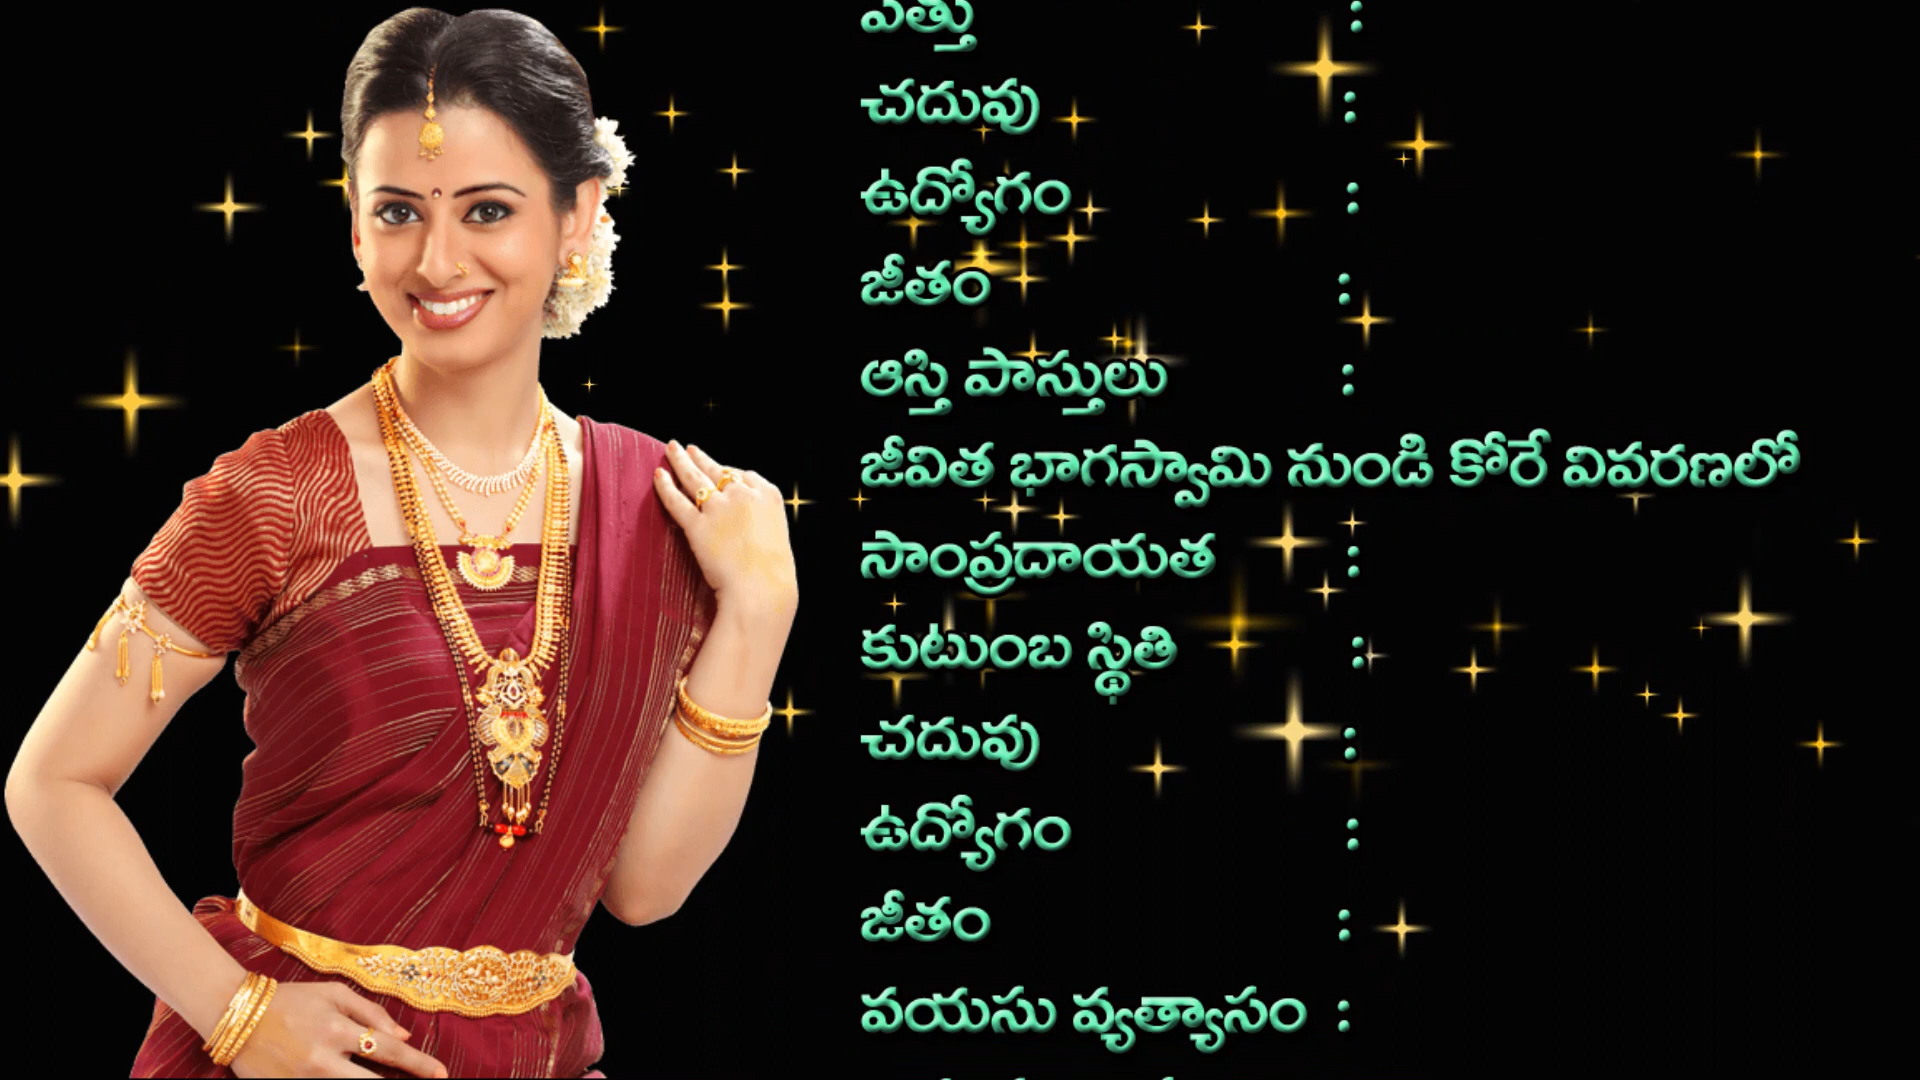 ఎత్తు :
చదువు :
ఉద్యోగం :
జీతం :
ఆస్తి పాస్తులు :
జీవిత భాగస్వామి నుండి కోరే వివరణలో
సాంప్రదాయత :
కుటుంబ స్థితి :
చదువు :
ఉద్యోగం :
జీతం :
వయసు వ్యత్యాసం :